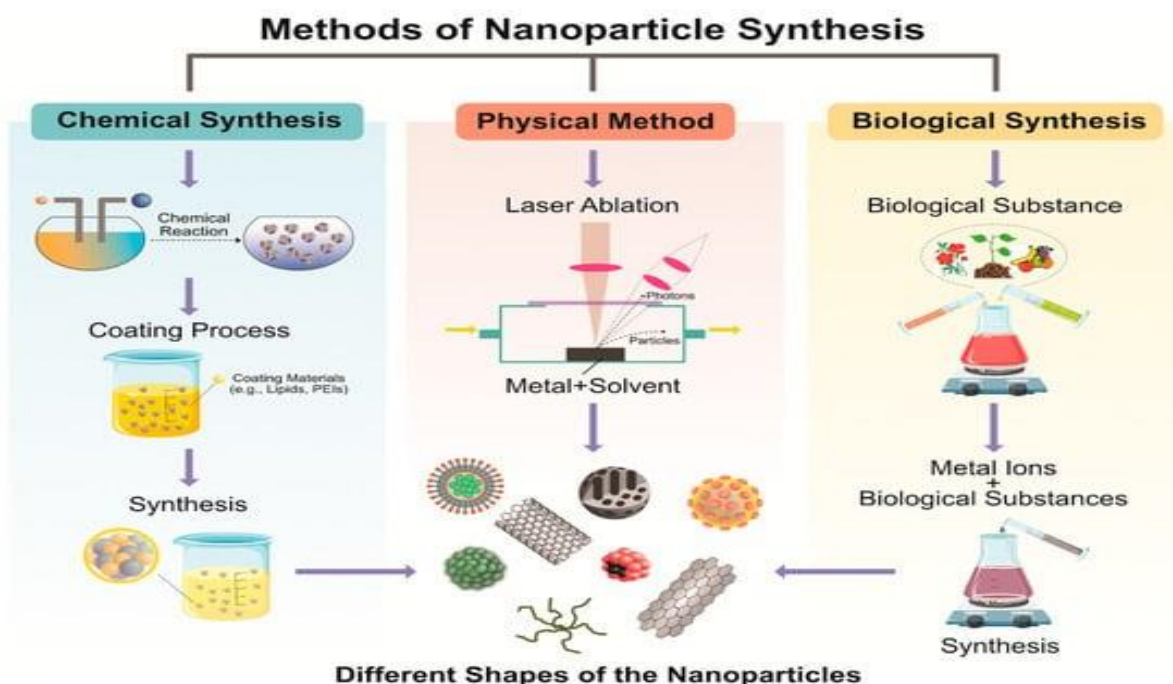 Methods of Nanoparticle Synthesis
Chemical Synthesis
Chemical
Reaction
Coating Process
Coating Materials
(e.g., Lipids, PEIs)
Synthesis
Physical Method
Laser Ablation
Photons
Particles
Metal+Solvent
Biological Synthesis
Biological Substance
Metal Ions
+
Biological Substances
Synthesis
Different Shapes of the Nanoparticles